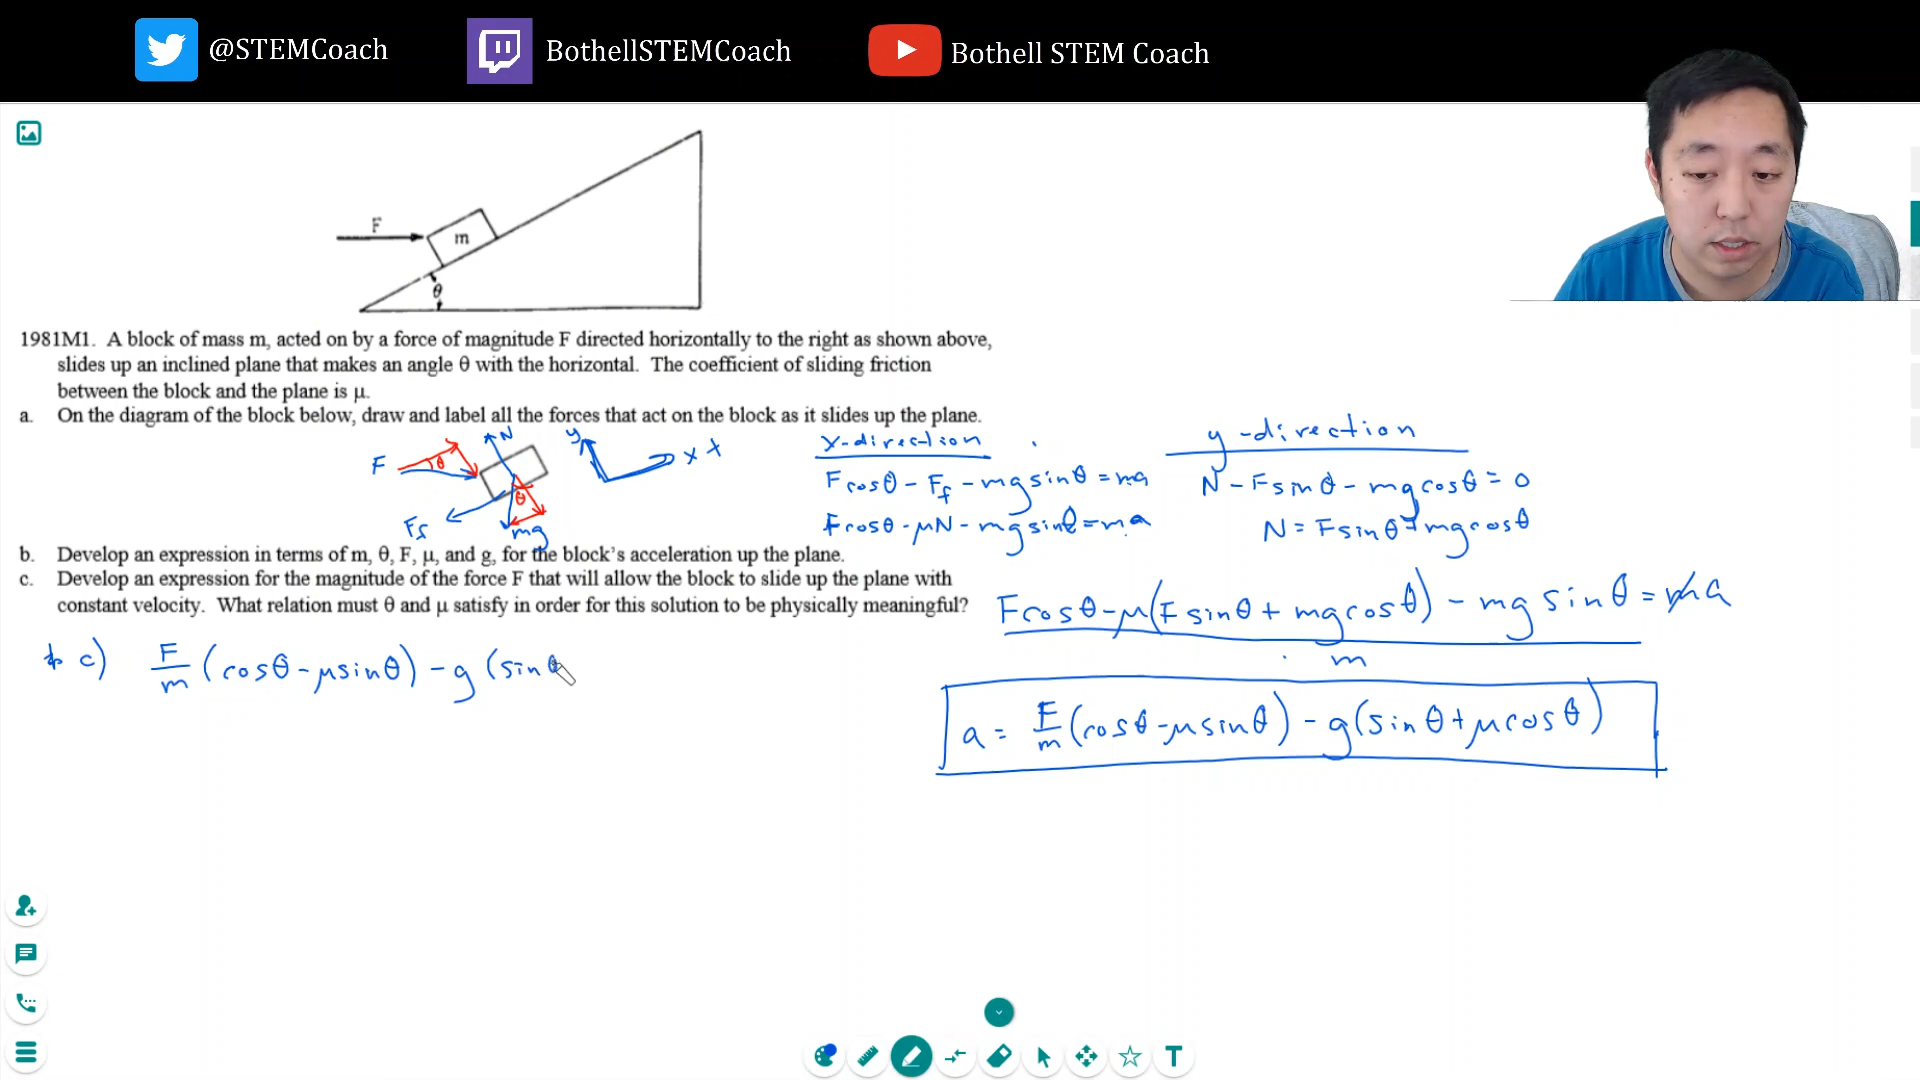 @STEMCoach
BothellSTEMCoach
Bothell STEM Coach
F
m
θ
1981M1. A block of mass m, acted on by a force of magnitude F directed horizontally to the right as shown above,
slides up an inclined plane that makes an angle θ with the horizontal. The coefficient of sliding friction
between the block and the plane is μ.
a. On the diagram of the block below, draw and label all the forces that act on the block as it slides up the plane.
F
θ
N
θ
Ff
mg
y
x +
x-direction
Fcosθ - Ff - mgsinθ = ma
Fcosθ - μN - mgsinθ = ma
y-direction
N - Fsinθ - mgcosθ = 0
N = Fsinθ + mgcosθ
b. Develop an expression in terms of m, θ, F, μ, and g, for the block's acceleration up the plane.
c. Develop an expression for the magnitude of the force F that will allow the block to slide up the plane with
constant velocity. What relation must θ and μ satisfy in order for this solution to be physically meaningful?
Fcosθ - μ(Fsinθ + mgcosθ) - mgsinθ = ma
m
a = F/m (cosθ - μsinθ) - g(sinθ + μcosθ)
c) F/m (cosθ - μsinθ) - g (sinθ
T